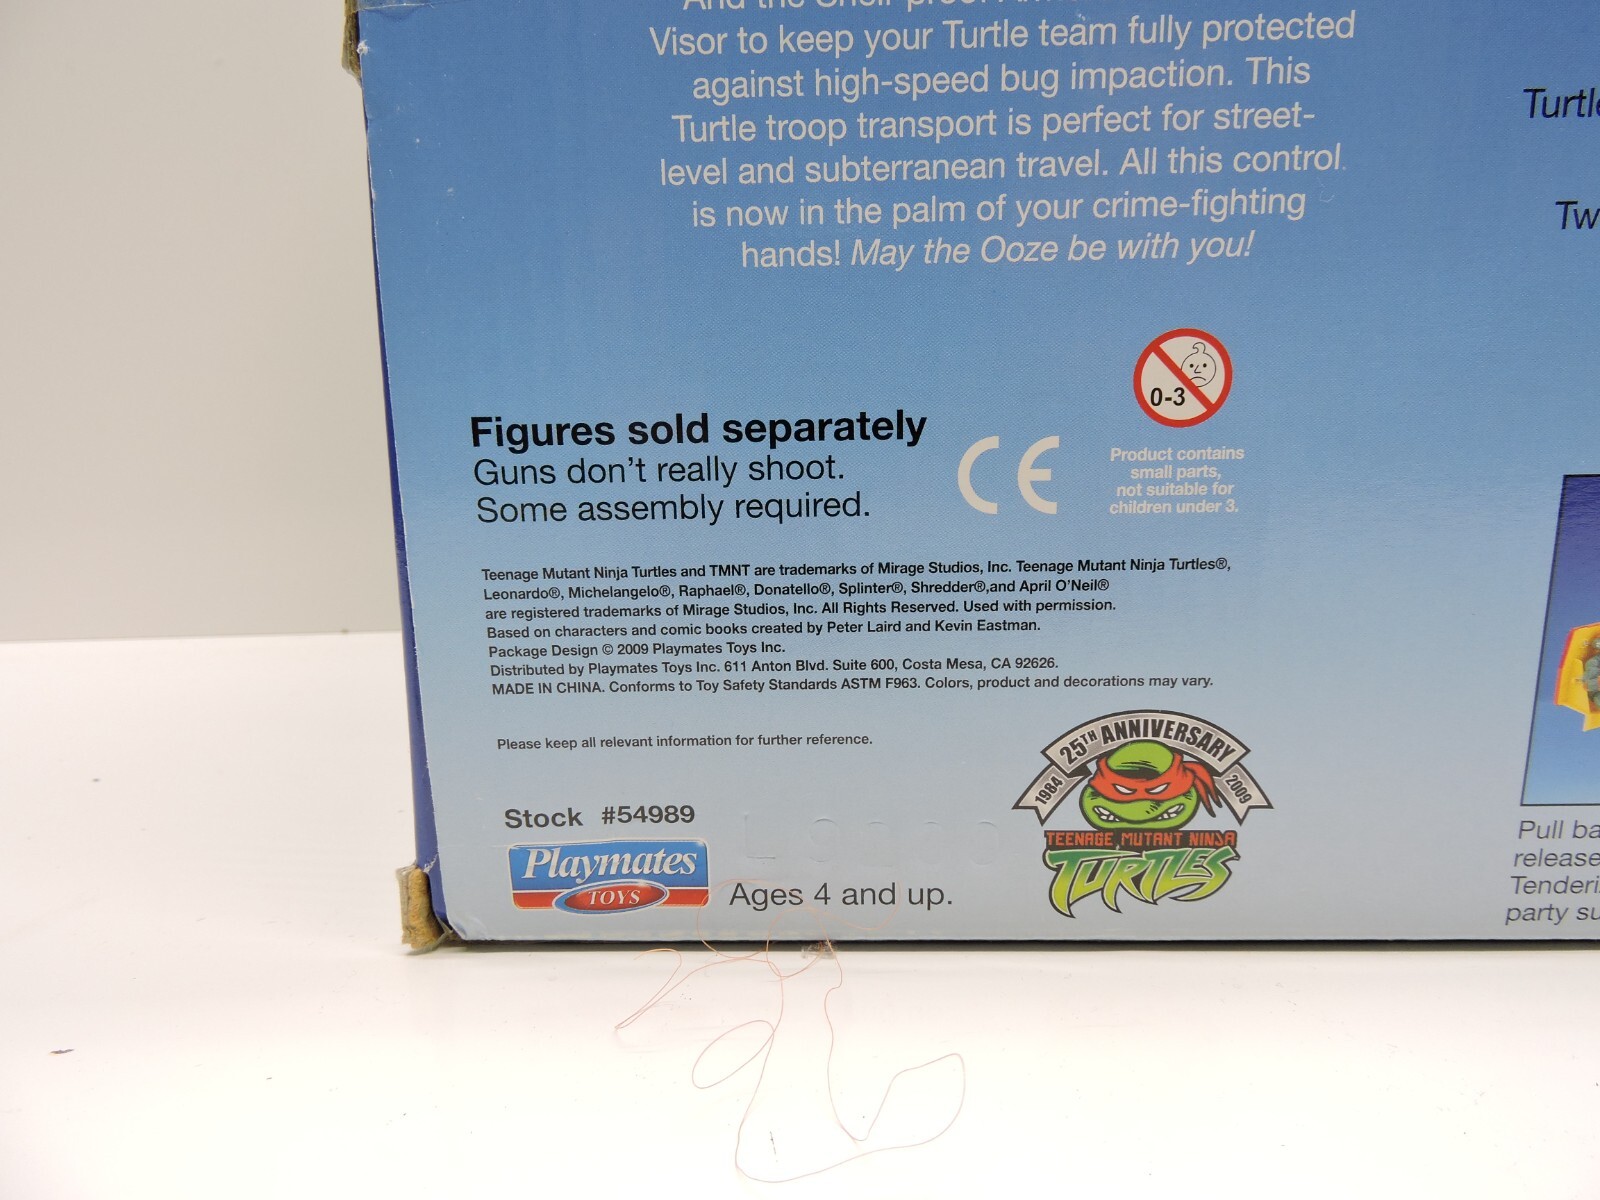 And the Shell-proof
Visor to keep your Turtle team fully protected
against high-speed bug impaction. This
Turtle troop transport is perfect for street-
level and subterranean travel. All this control
is now in the palm of your crime-fighting
hands! May the Ooze be with you!
0-3
Product contains
small parts,
not suitable for
children under 3.
CE
Figures sold separately
Guns don't really shoot.
Some assembly required.
Teenage Mutant Ninja Turtles and TMNT are trademarks of Mirage Studios, Inc. Teenage Mutant Ninja Turtles®,
Leonardo®, Michelangelo®, Raphael®, Donatello®, Splinter®, Shredder®,and April O'Neil®
are registered trademarks of Mirage Studios, Inc. All Rights Reserved. Used with permission.
Based on characters and comic books created by Peter Laird and Kevin Eastman.
Package Design © 2009 Playmates Toys Inc.
Distributed by Playmates Toys Inc. 611 Anton Blvd. Suite 600, Costa Mesa, CA 92626.
MADE IN CHINA. Conforms to Toy Safety Standards ASTM F963. Colors, product and decorations may vary.
Please keep all relevant information for further reference.
Stock #54989
Playmates
TOYS
Ages 4 and up.
25TH ANNIVERSARY
1984 2009
TEENAGE MUTANT NINJA
TURTLES
Turtle
Tw
Pull ba
release
Tenderi
party su